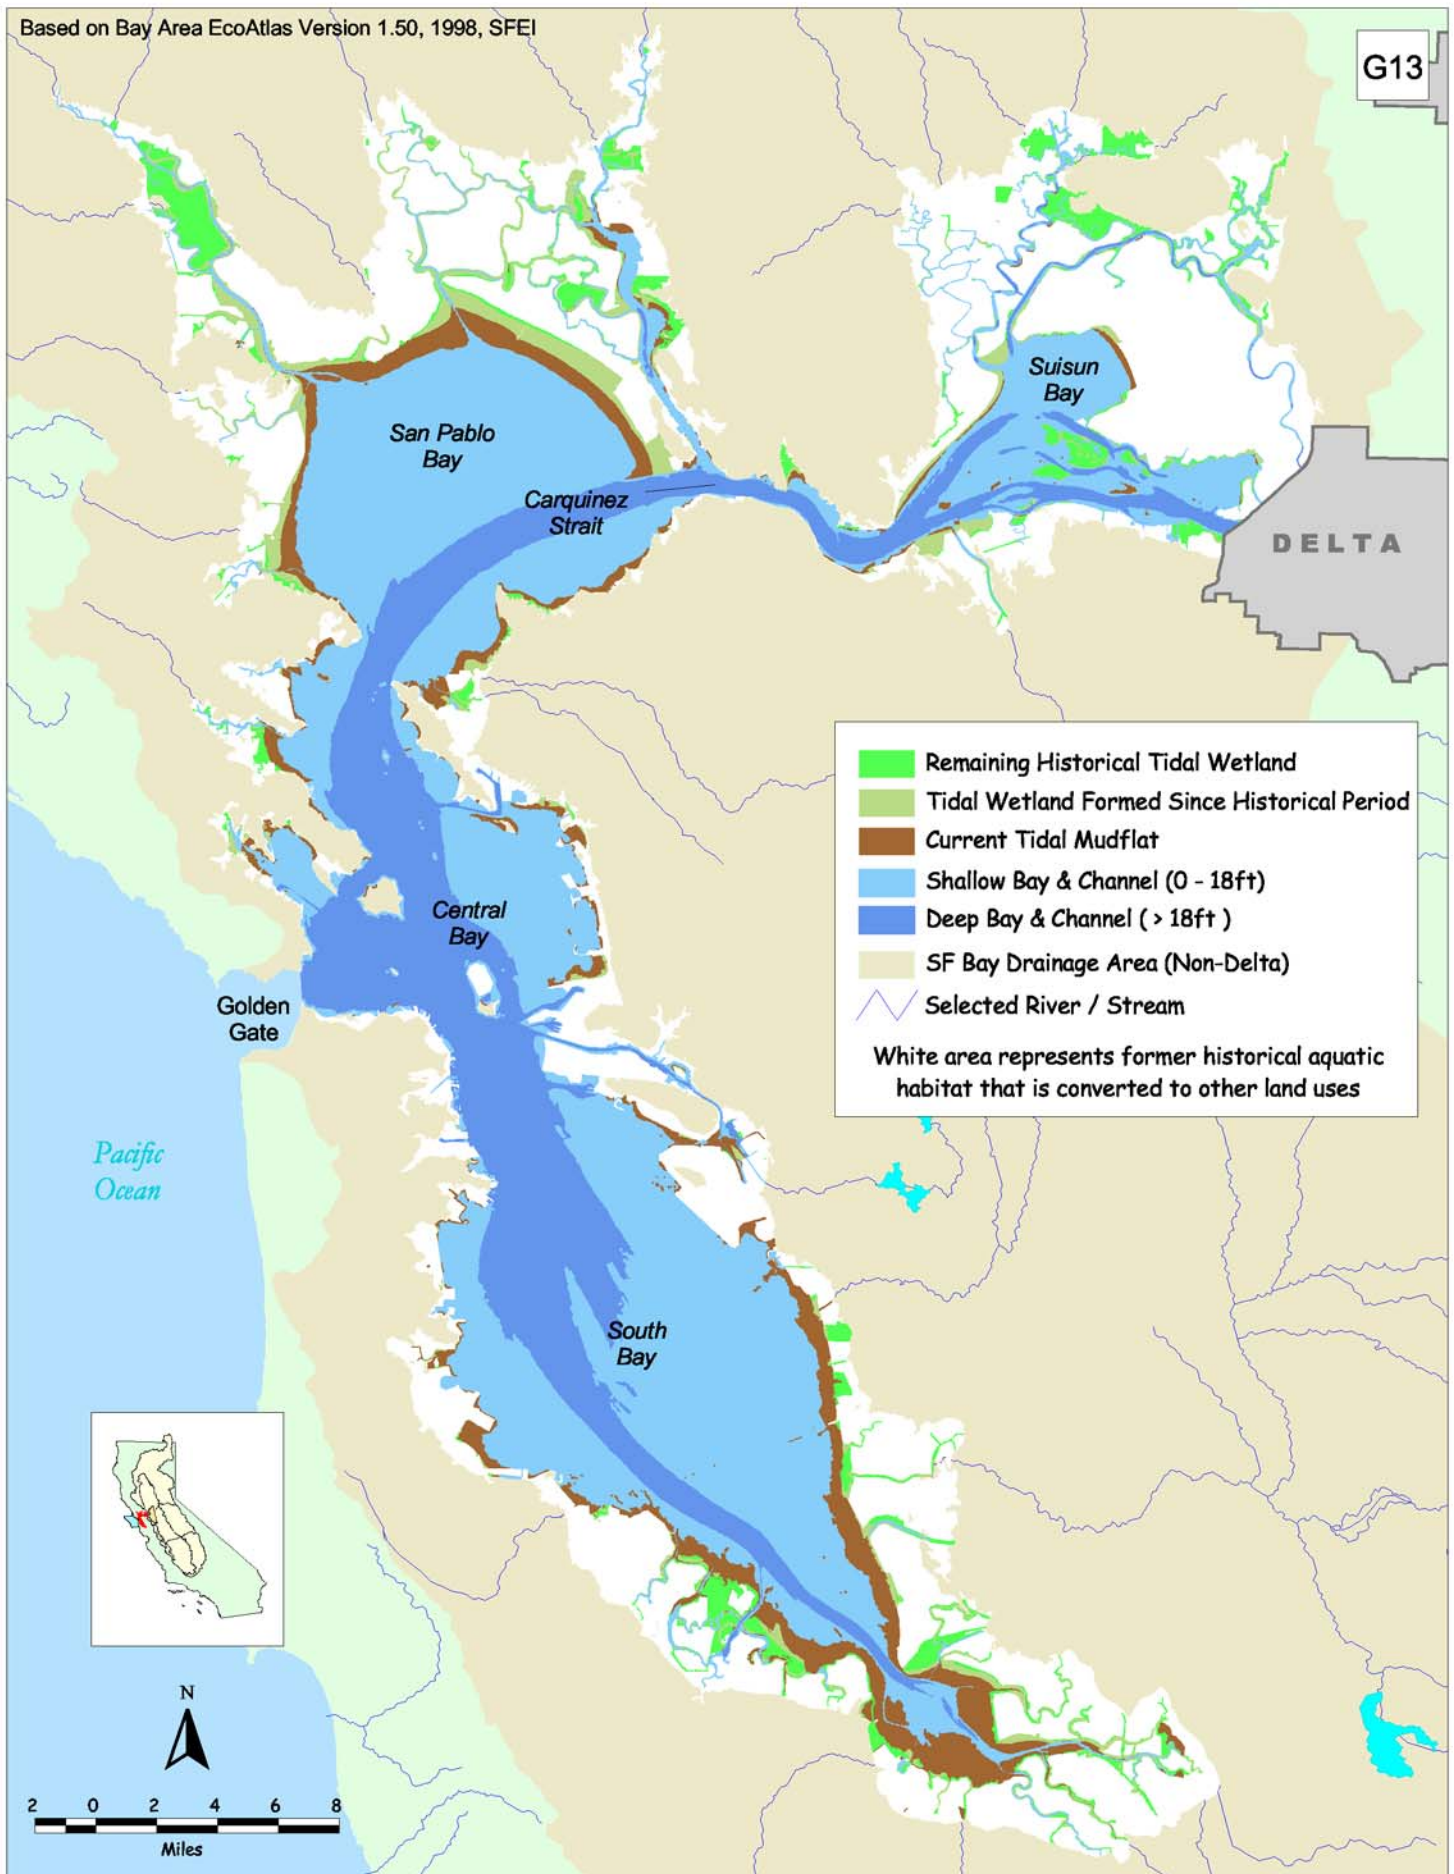 Based on Bay Area EcoAtlas Version 1.50, 1998, SFEI
G13
Suisun
Bay
San Pablo
Bay
Carquinez
Strait
DELTA
Remaining Historical Tidal Wetland
Tidal Wetland Formed Since Historical Period
Current Tidal Mudflat
Shallow Bay & Channel (0 - 18ft)
Deep Bay & Channel ( > 18ft )
SF Bay Drainage Area (Non-Delta)
Selected River / Stream
White area represents former historical aquatic
habitat that is converted to other land uses
Central
Bay
Golden
Gate
Pacific
Ocean
South
Bay
N
2 0 2 4 6 8
Miles